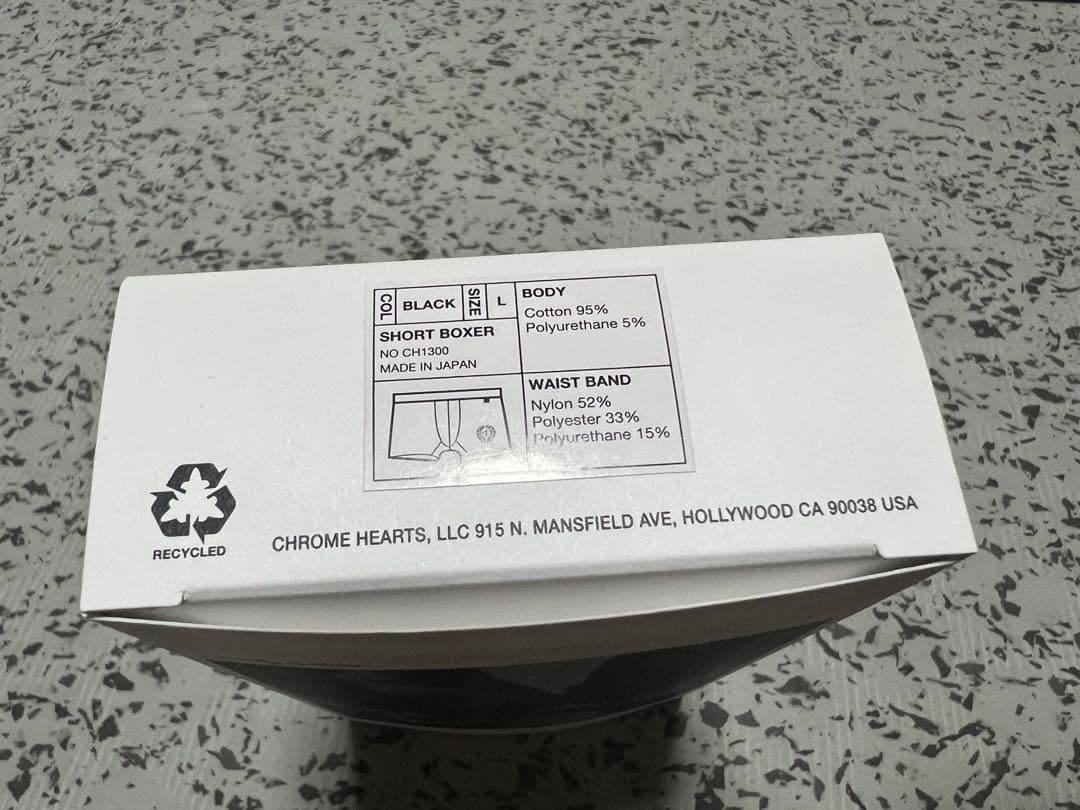 COL BLACK SIZE L
SHORT BOXER
NO CH1300
MADE IN JAPAN
BODY
Cotton 95%
Polyurethane 5%
WAIST BAND
Nylon 52%
Polyester 33%
Polyurethane 15%
RECYCLED
CHROME HEARTS, LLC 915 N. MANSFIELD AVE, HOLLYWOOD CA 90038 USA